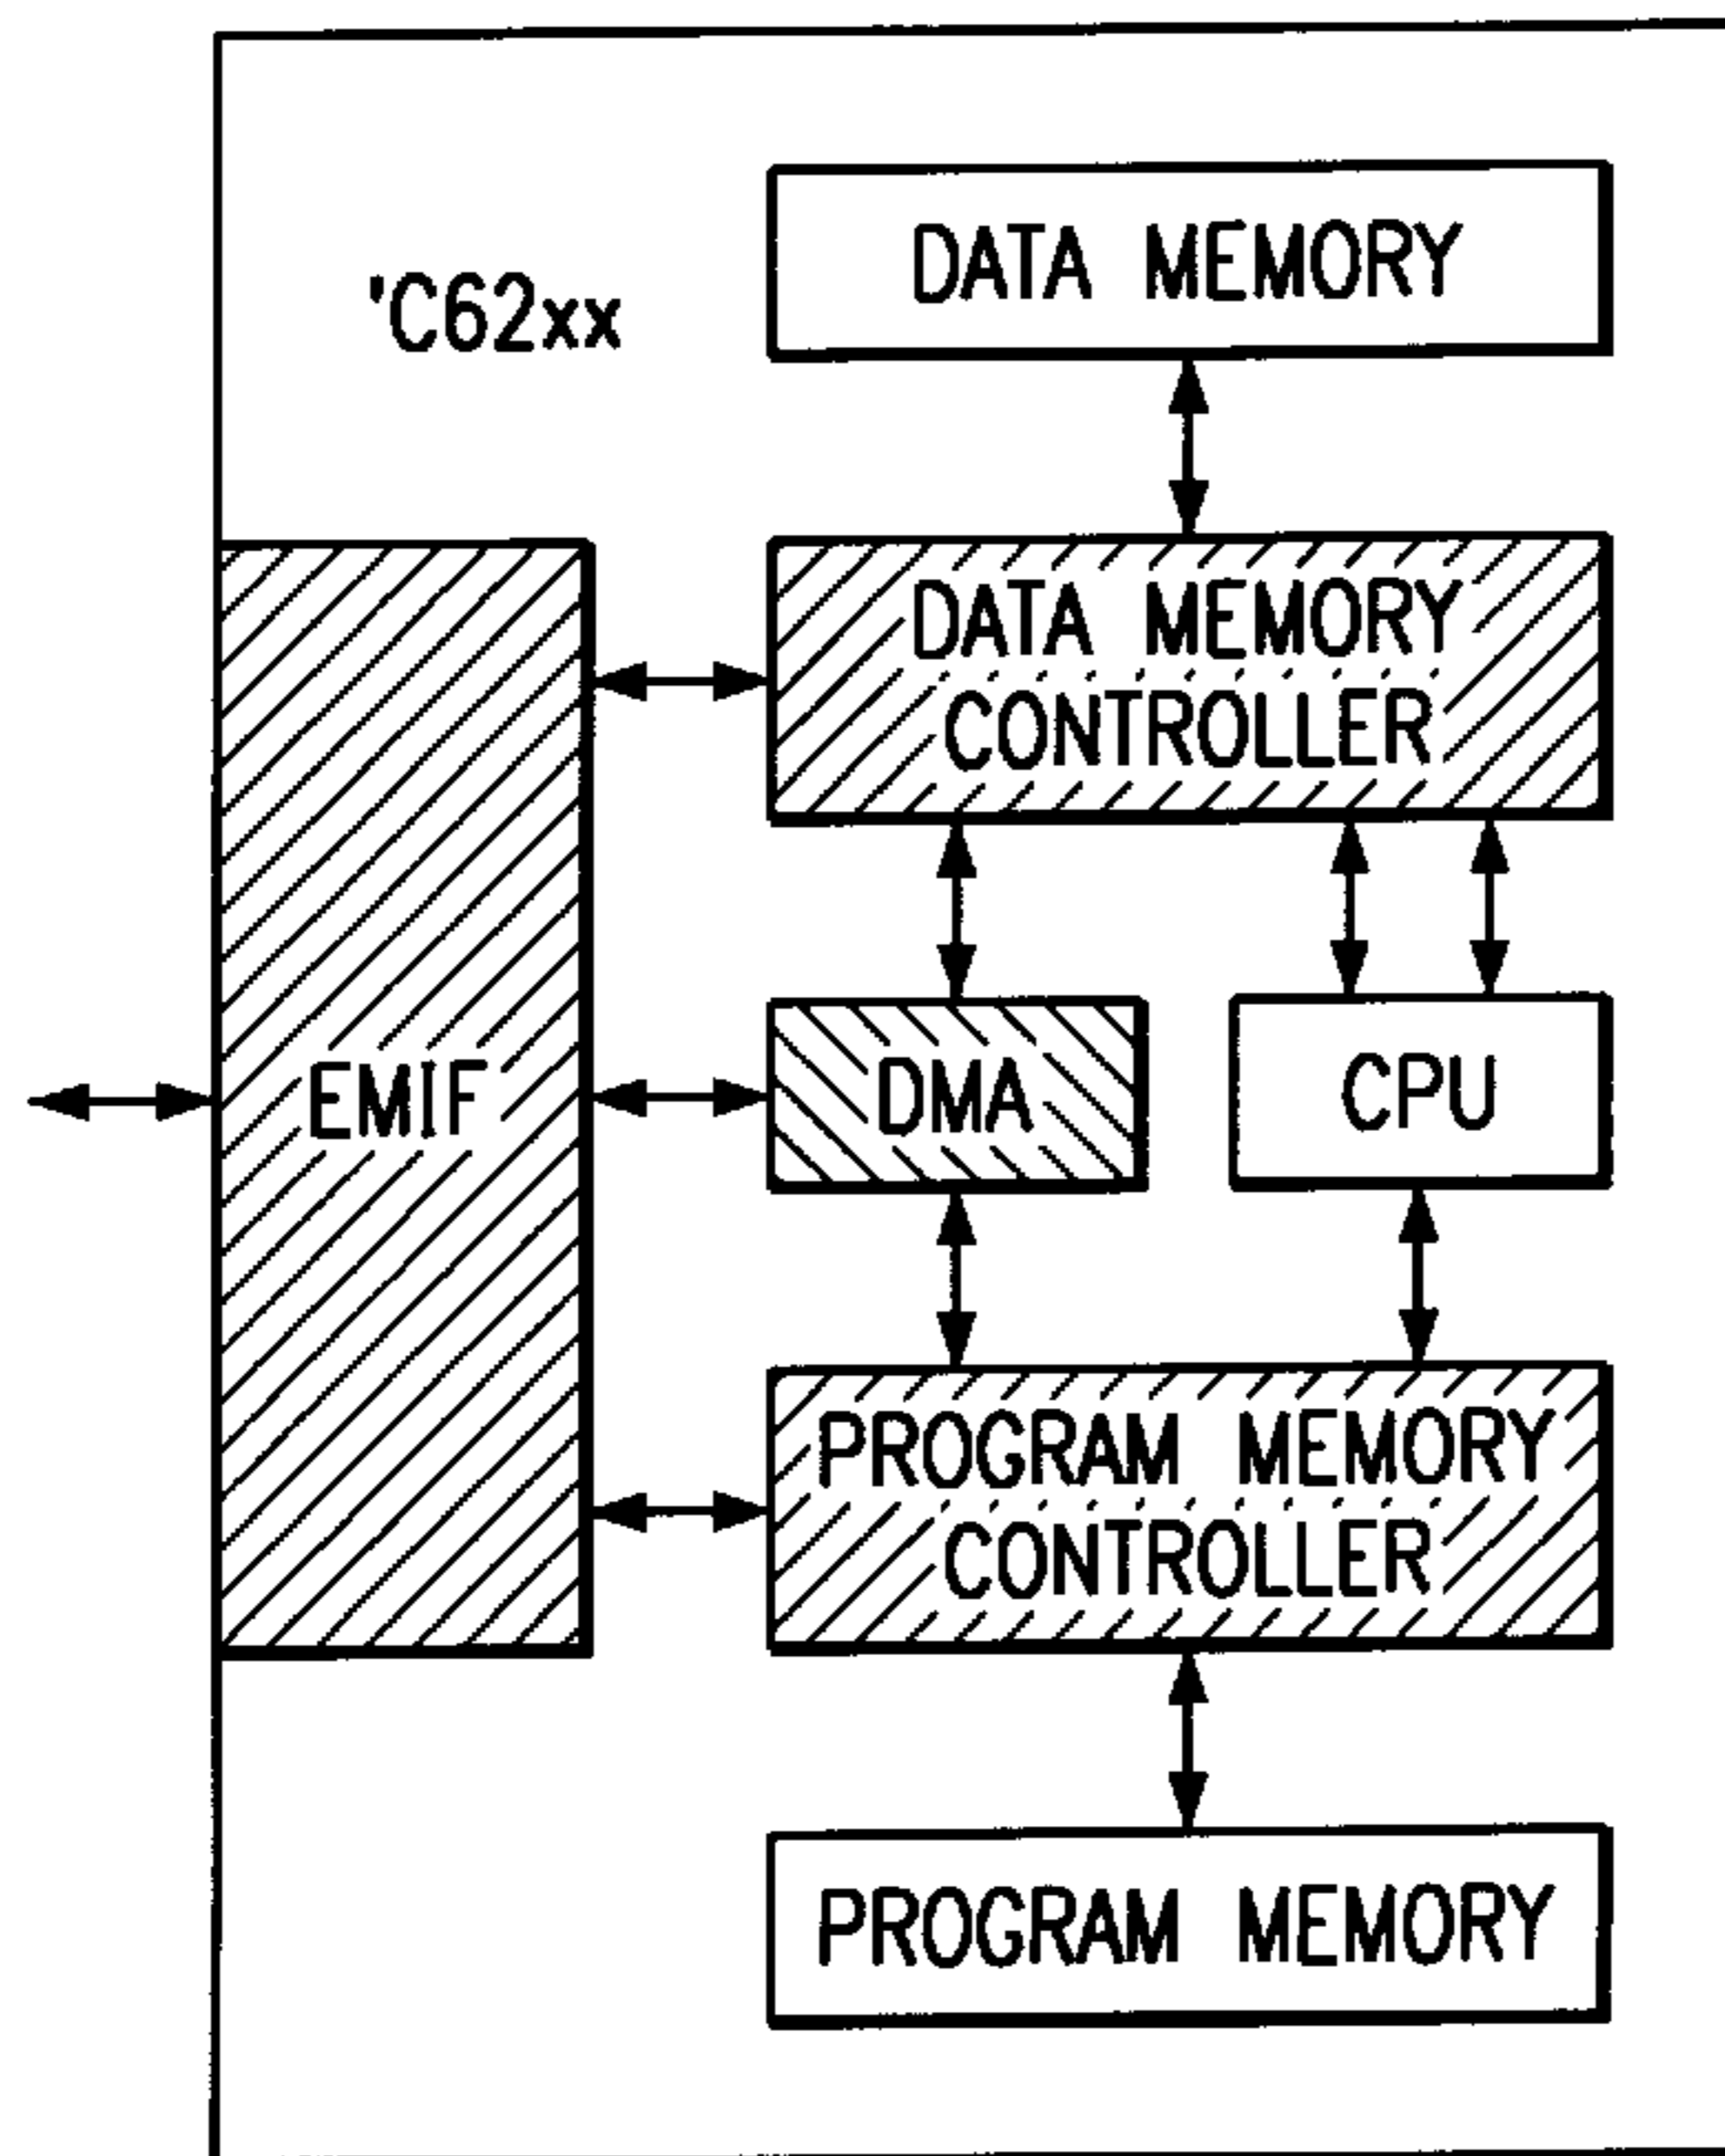 'C62xx
DATA MEMORY
DATA MEMORY
CONTROLLER
EMIF
DMA
CPU
PROGRAM MEMORY
CONTROLLER
PROGRAM MEMORY